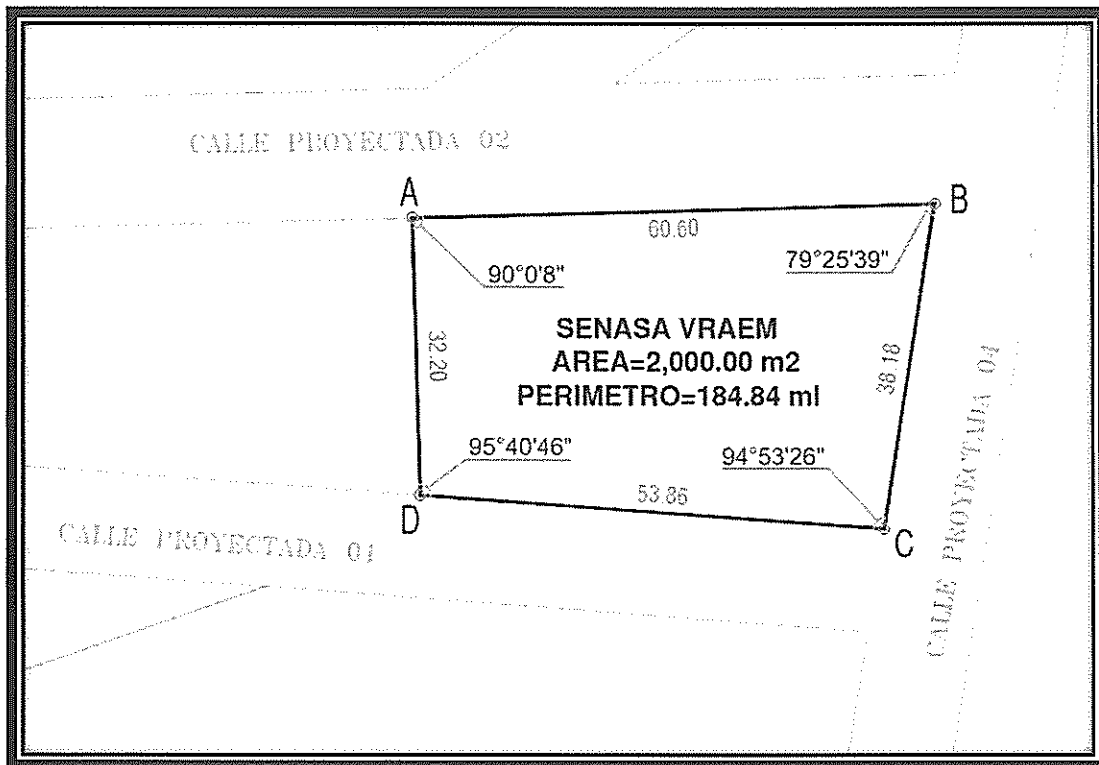 CALLE PROYECTADA 02
A
B
60.60
90°0'8"
79°25'39"
32.20
SENASA VRAEM
AREA=2,000.00 m2
PERIMETRO=184.84 ml
38.18
CALLE PROYECTADA 04
95°40'46"
94°53'26"
53.86
D
C
CALLE PROYECTADA 01